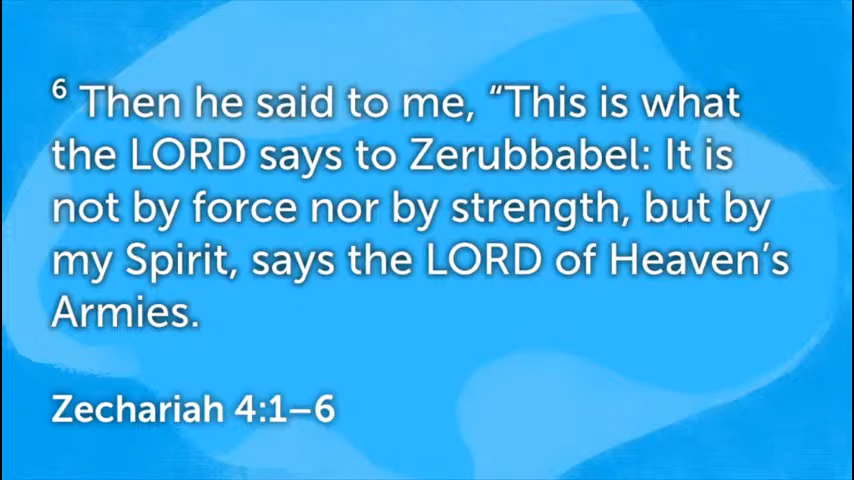 ⁶ Then he said to me, “This is what
the LORD says to Zerubbabel: It is
not by force nor by strength, but by
my Spirit, says the LORD of Heaven’s
Armies.
Zechariah 4:1–6